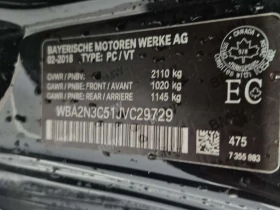 BAYERISCHE MOTOREN WERKE AG
02-2018 TYPE: PC / VT
GVWR / PNBV: 2110 kg
GAWR / PNBE: FRONT / AVANT 1020 kg
GAWR / PNBE: REAR / ARRIERE 1145 kg
CANADA
EC
WBA2N3C51JVC29729
475
7 355 983